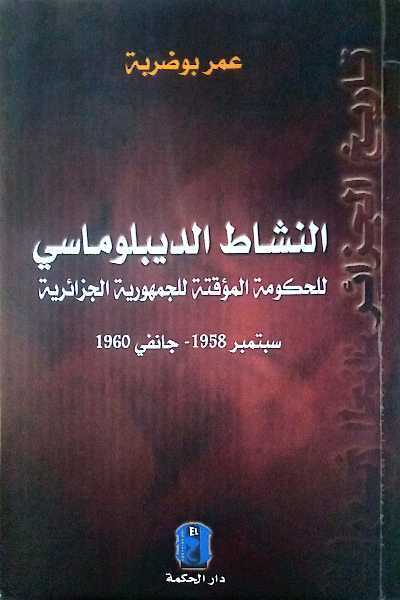 عمر بوضربة
تاريخ الجزائر
النشاط الديبلوماسي
للحكومة المؤقتة للجمهورية الجزائرية
سبتمبر 1958- جانفي 1960
EL
دار الحكمة